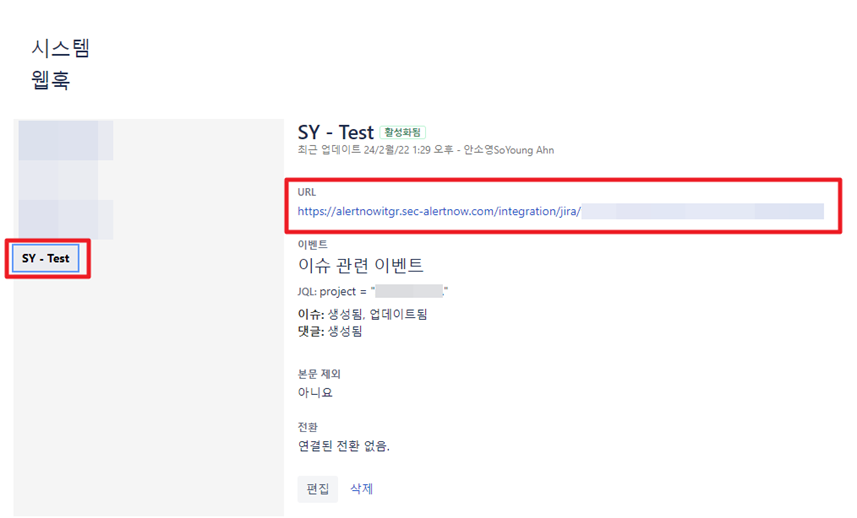 시스템
웹훅
SY - Test
SY - Test 활성화됨
최근 업데이트 24/2월/22 1:29 오후 - 안소영SoYoung Ahn
URL
https://alertnowitgr.sec-alertnow.com/integration/jira/
이벤트
이슈 관련 이벤트
JQL: project = "."
이슈: 생성됨, 업데이트됨
댓글: 생성됨
본문 제외
아니요
전환
연결된 전환 없음.
편집 삭제